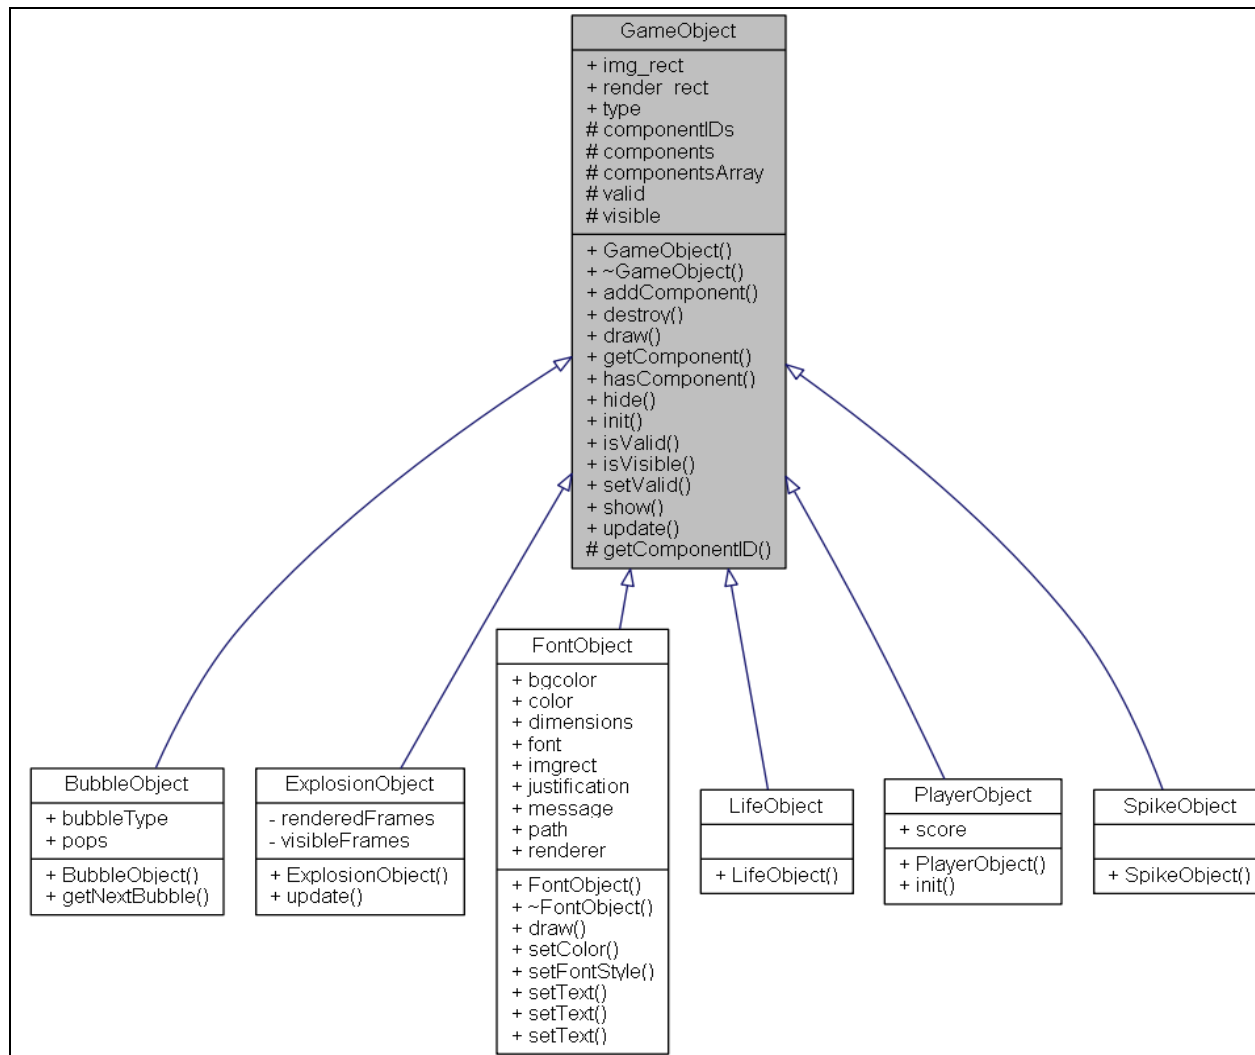 GameObject
+ img_rect
+ render_rect
+ type
# componentIDs
# components
# componentsArray
# valid
# visible
+ GameObject()
+ ~GameObject()
+ addComponent()
+ destroy()
+ draw()
+ getComponent()
+ hasComponent()
+ hide()
+ init()
+ isValid()
+ isVisible()
+ setValid()
+ show()
+ update()
# getComponentID()
BubbleObject
+ bubbleType
+ pops
+ BubbleObject()
+ getNextBubble()
ExplosionObject
- renderedFrames
- visibleFrames
+ ExplosionObject()
+ update()
FontObject
+ bgcolor
+ color
+ dimensions
+ font
+ imgrect
+ justification
+ message
+ path
+ renderer
+ FontObject()
+ ~FontObject()
+ draw()
+ setColor()
+ setFontStyle()
+ setText()
+ setText()
+ setText()
LifeObject
+ LifeObject()
PlayerObject
+ score
+ PlayerObject()
+ init()
SpikeObject
+ SpikeObject()